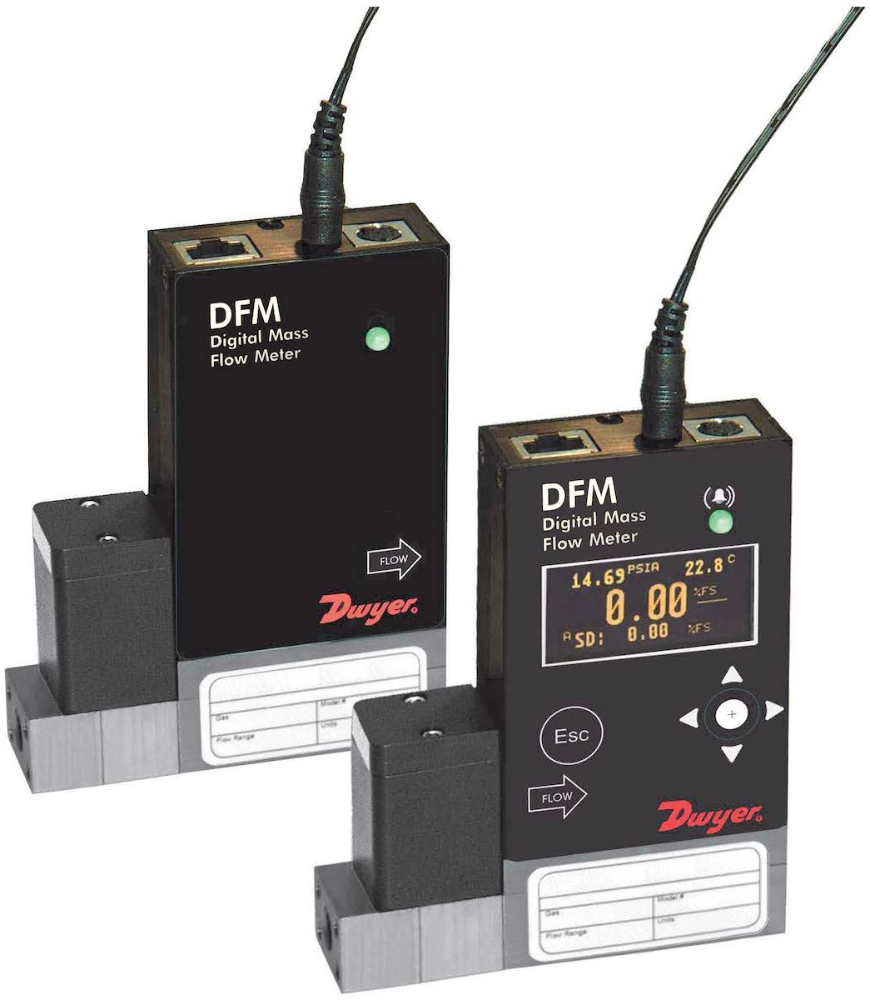 DFM
Digital Mass
Flow Meter
FLOW
Dwyer
Gas
Model #
Flow Range
Units
DFM
Digital Mass
Flow Meter
14.69 PSIA 22.8 C
0.00 %FS
A SD: 0.00 %FS
Esc
FLOW
Dwyer
Gas
Model #
Flow Range
Units